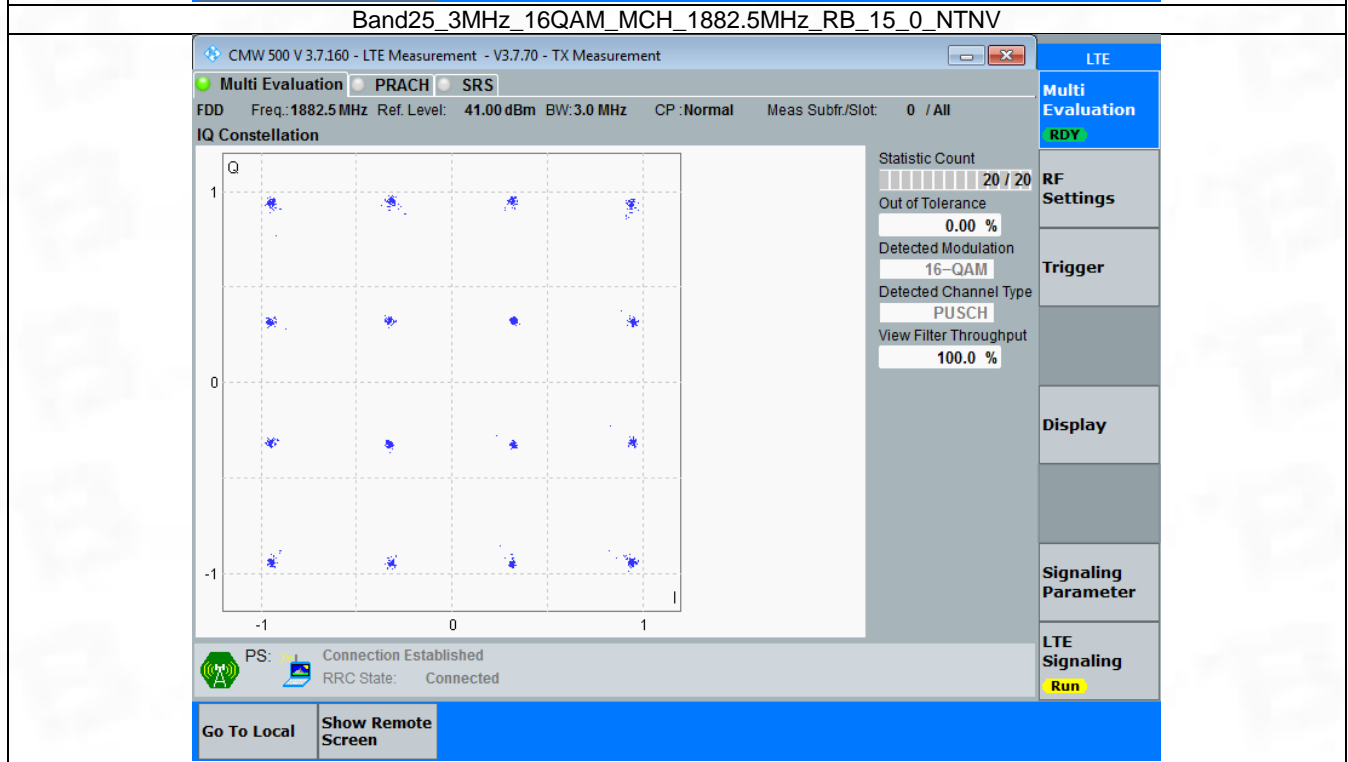 Band25_3MHz_16QAM_MCH_1882.5MHz_RB_15_0_NTNV
CMW 500 V 3.7.160 - LTE Measurement - V3.7.70 - TX Measurement
LTE
Multi Evaluation PRACH SRS
FDD Freq.:1882.5 MHz Ref. Level: 41.00 dBm BW:3.0 MHz CP :Normal Meas Subfr./Slot: 0 / All
IQ Constellation
Q
1
0
-1
-1 0 1
I
Statistic Count
20 / 20
Out of Tolerance
0.00 %
Detected Modulation
16-QAM
Detected Channel Type
PUSCH
View Filter Throughput
100.0 %
Multi
Evaluation
RDY
RF
Settings
Trigger
Display
Signaling
Parameter
LTE
Signaling
Run
PS: Connection Established
RRC State: Connected
Go To Local
Show Remote
Screen